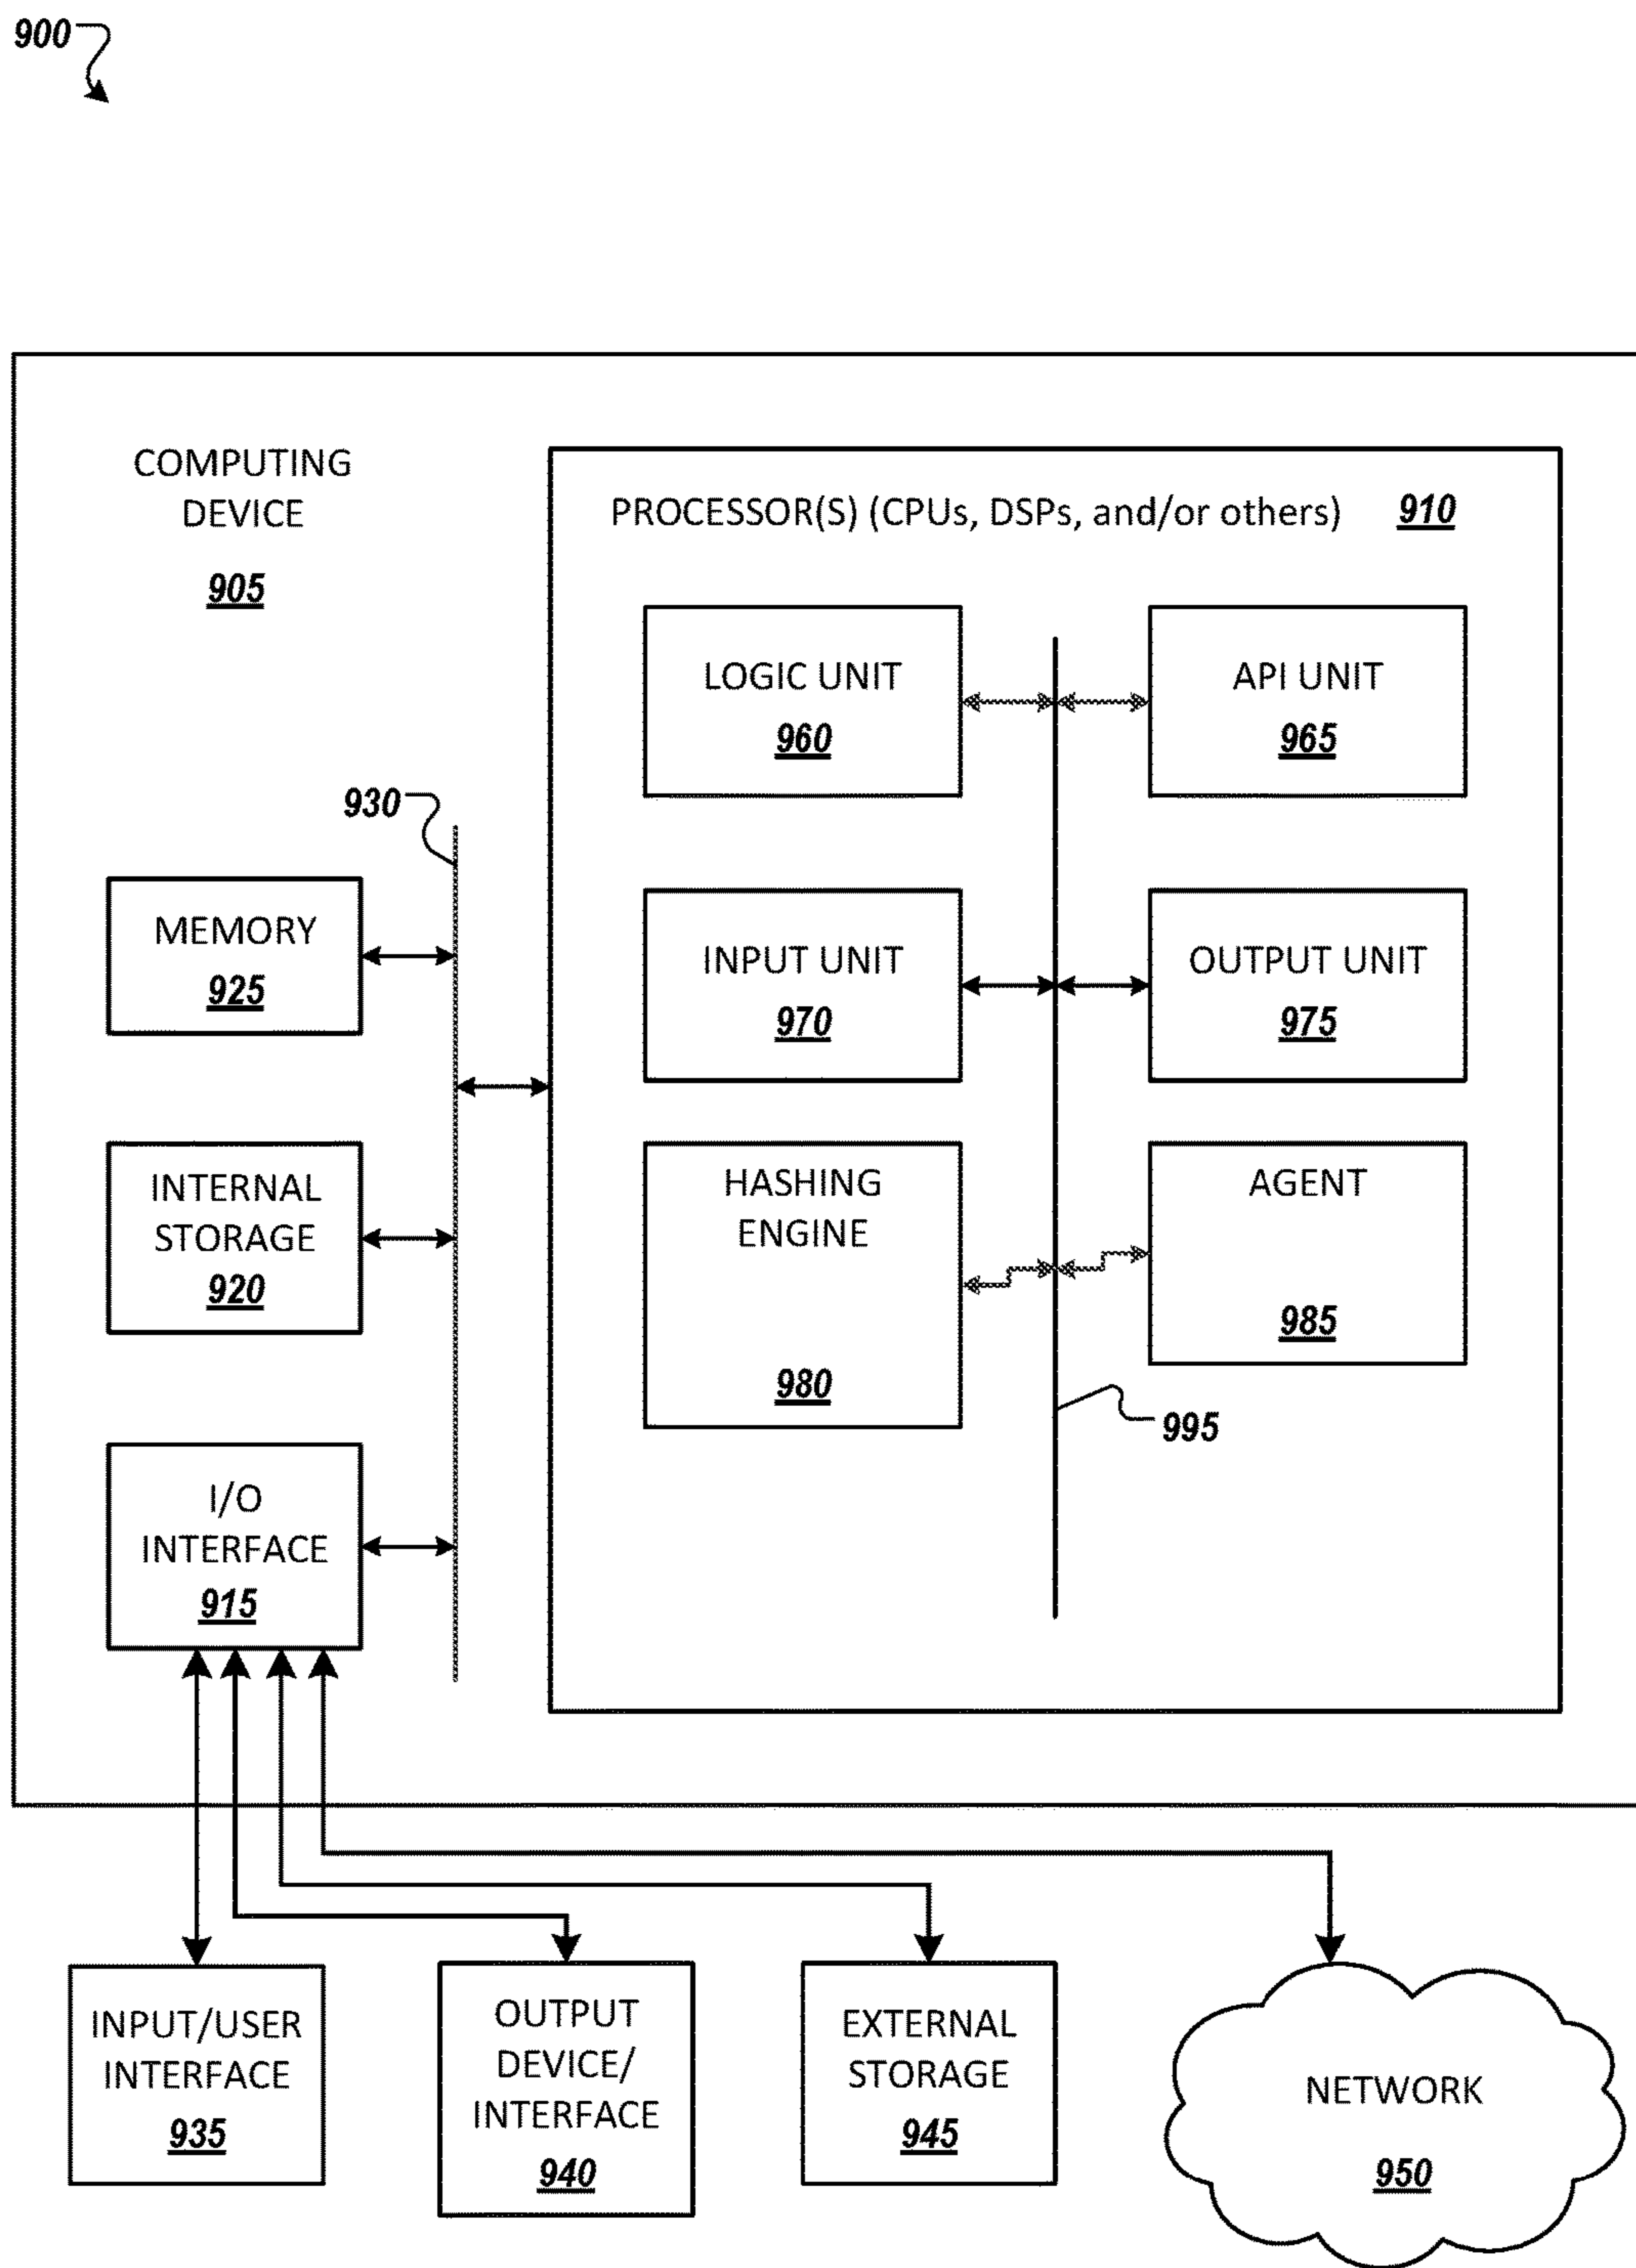 900
COMPUTING
DEVICE
905
PROCESSOR(S) (CPUs, DSPs, and/or others) 910
LOGIC UNIT
960
API UNIT
965
930
MEMORY
925
INPUT UNIT
970
OUTPUT UNIT
975
INTERNAL
STORAGE
920
HASHING
ENGINE
980
AGENT
985
995
I/O
INTERFACE
915
INPUT/USER
INTERFACE
935
OUTPUT
DEVICE/
INTERFACE
940
EXTERNAL
STORAGE
945
NETWORK
950